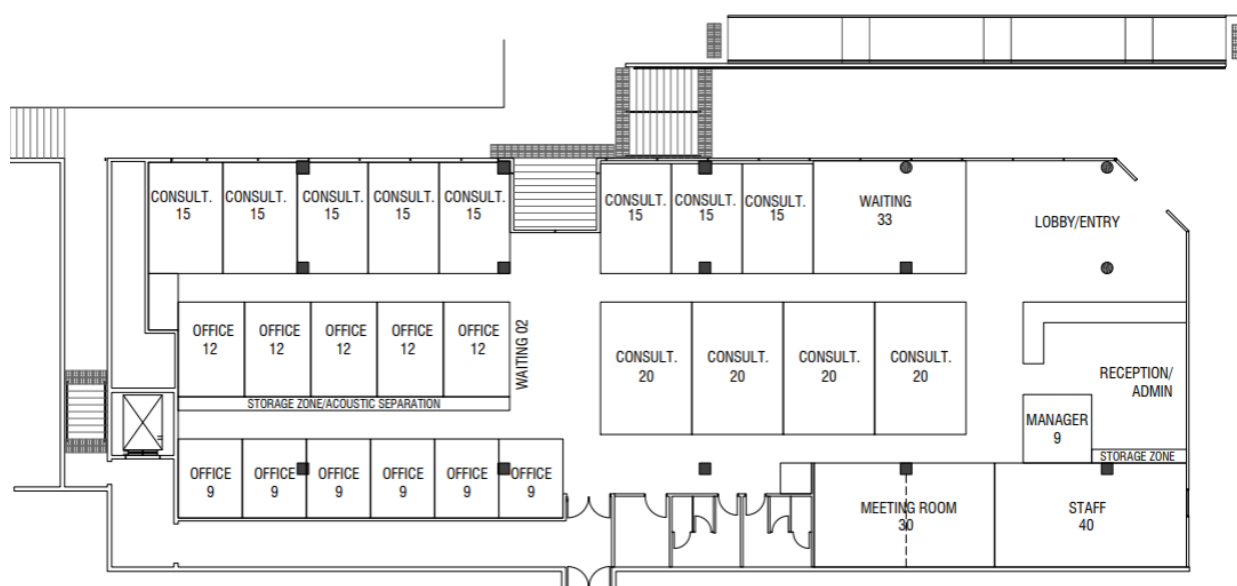 CONSULT.
15
CONSULT.
15
CONSULT.
15
CONSULT.
15
CONSULT.
15
CONSULT.
15
CONSULT.
15
CONSULT.
15
WAITING
33
LOBBY/ENTRY
OFFICE
12
OFFICE
12
OFFICE
12
OFFICE
12
OFFICE
12
WAITING 02
CONSULT.
20
CONSULT.
20
CONSULT.
20
CONSULT.
20
RECEPTION/
ADMIN
STORAGE ZONE/ACOUSTIC SEPARATION
MANAGER
9
STORAGE ZONE
OFFICE
9
OFFICE
9
OFFICE
9
OFFICE
9
OFFICE
9
OFFICE
9
MEETING ROOM
30
STAFF
40